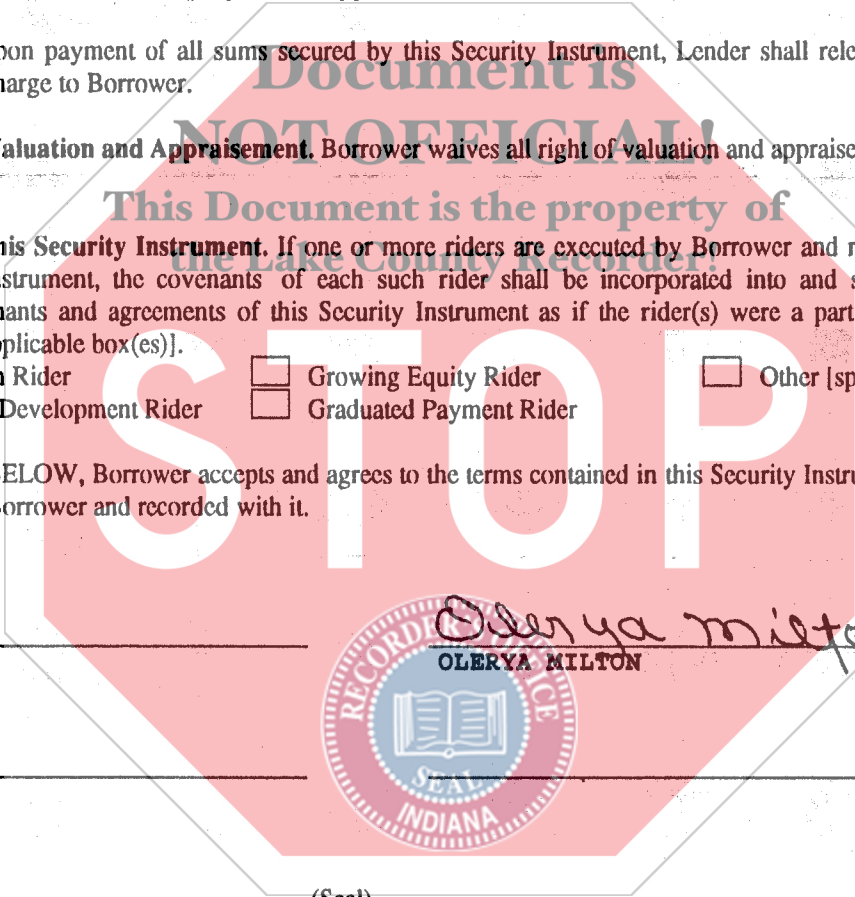 pon payment of all sums secured by this Security Instrument, Lender shall rele
harge to Borrower.
Document is
NOT OFFICIAL!
aluation and Appraisement. Borrower waives all right of valuation and appraise
This Document is the property of
the Lake County Recorder!
his Security Instrument. If one or more riders are executed by Borrower and r
strument, the covenants of each such rider shall be incorporated into and s
nants and agreements of this Security Instrument as if the rider(s) were a part
plicable box(es)].
Rider Growing Equity Rider Other [sp
Development Rider Graduated Payment Rider
STOP
ELOW, Borrower accepts and agrees to the terms contained in this Security Instru
orrower and recorded with it.
Olerya Milto
OLERYA MILTON
RECORDER'S OFFICE
SEAL
INDIANA
(Seal)